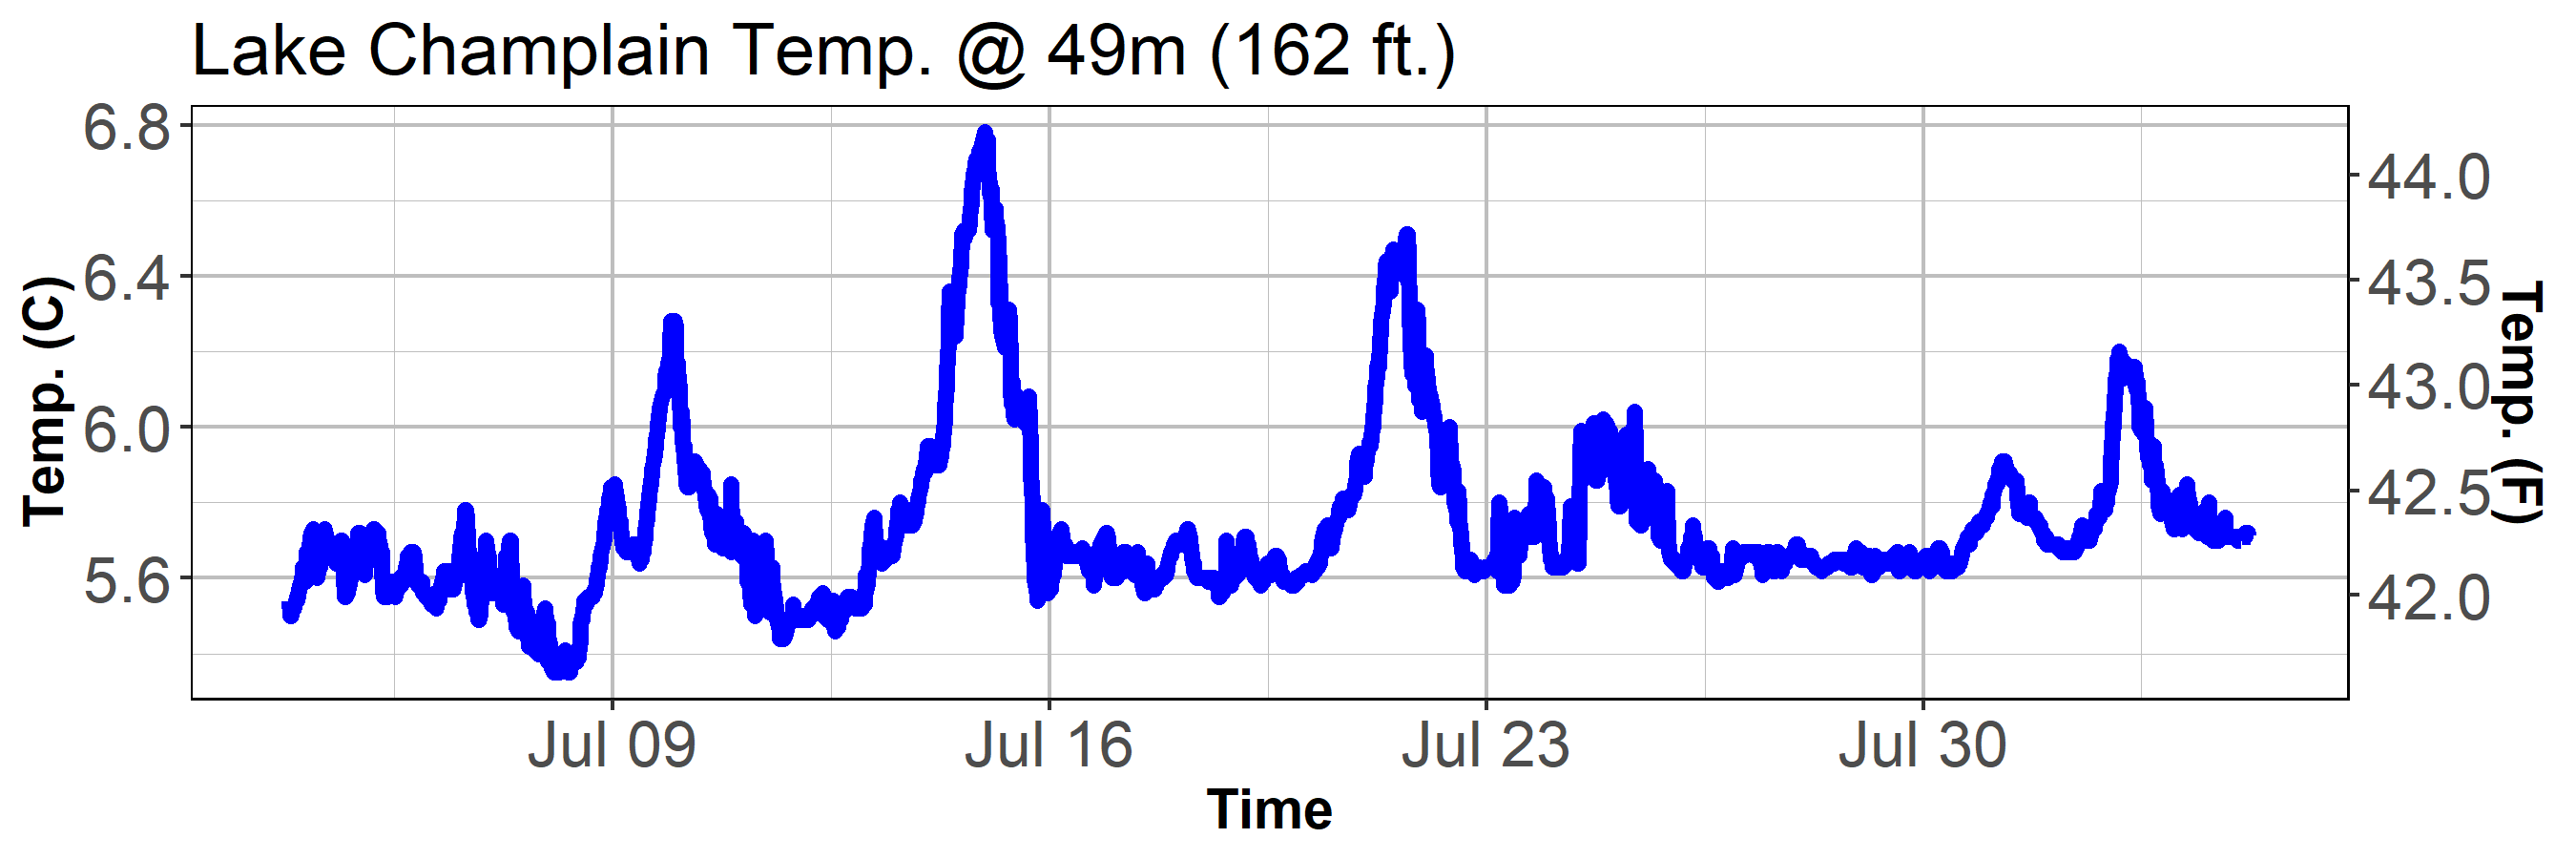 Lake Champlain Temp. @ 49m (162 ft.)
6.8
6.4
6.0
5.6
Temp. (C)
44.0
43.5
43.0
42.5
42.0
Temp. (F)
Jul 09 Jul 16 Jul 23 Jul 30
Time